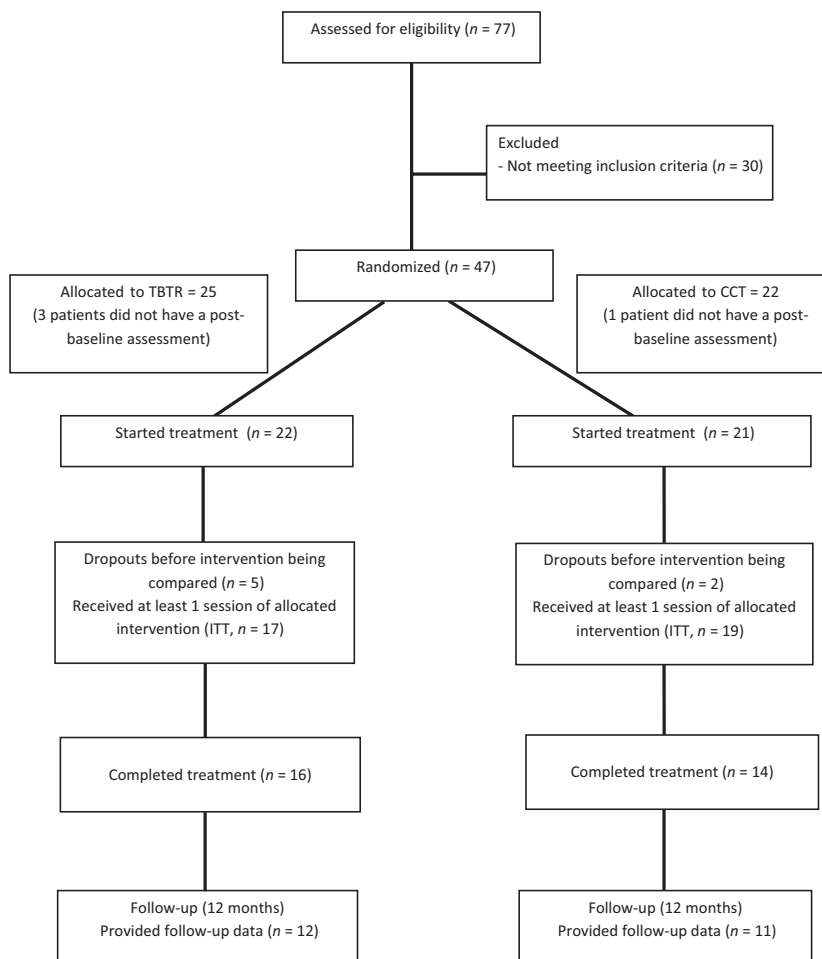 Assessed for eligibility (n = 77)
Excluded
- Not meeting inclusion criteria (n = 30)
Randomized (n = 47)
Allocated to TBTR = 25
(3 patients did not have a post-
baseline assessment)
Allocated to CCT = 22
(1 patient did not have a post-
baseline assessment)
Started treatment (n = 22)
Started treatment (n = 21)
Dropouts before intervention being
compared (n = 5)
Received at least 1 session of allocated
intervention (ITT, n = 17)
Dropouts before intervention being
compared (n = 2)
Received at least 1 session of allocated
intervention (ITT, n = 19)
Completed treatment (n = 16)
Completed treatment (n = 14)
Follow-up (12 months)
Provided follow-up data (n = 12)
Follow-up (12 months)
Provided follow-up data (n = 11)